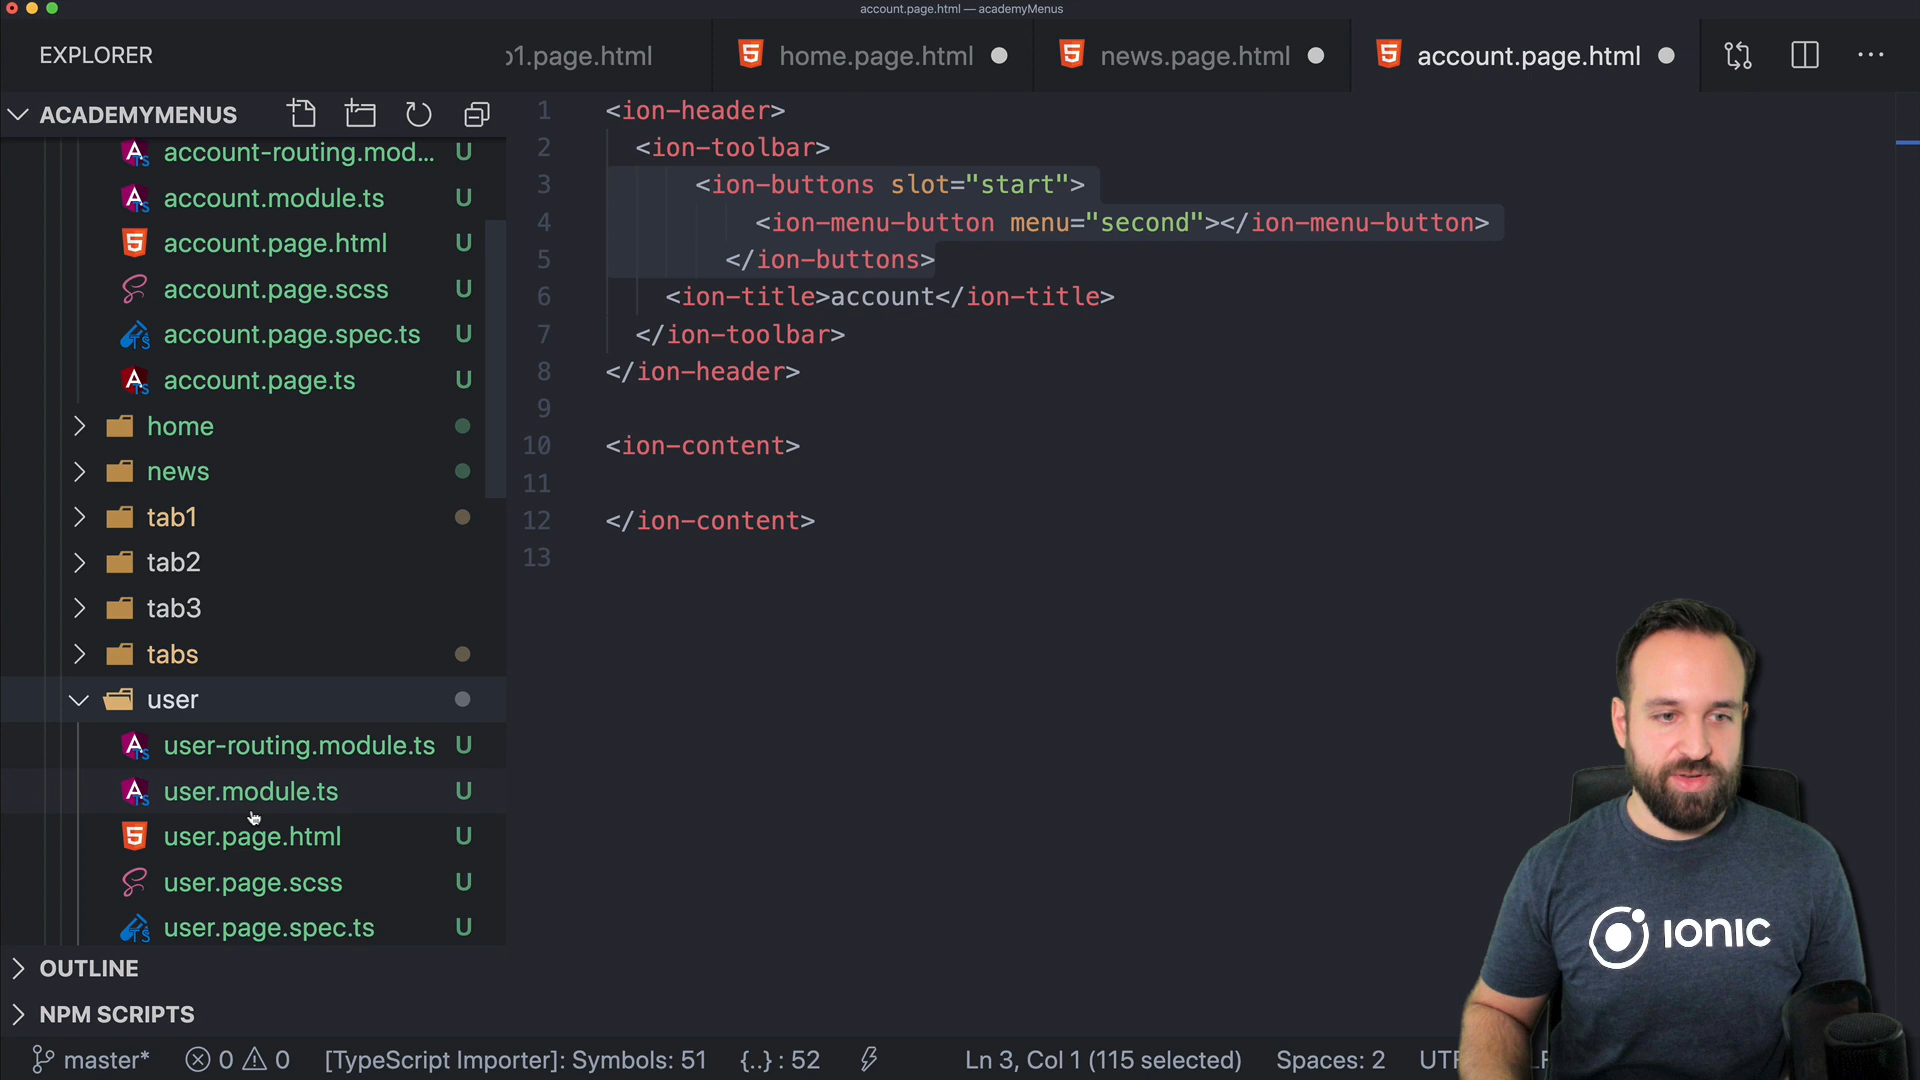 account.page.html — academyMenus
EXPLORER
o1.page.html
home.page.html
news.page.html
account.page.html
ACADEMYMENUS
account-routing.mod... U
account.module.ts U
account.page.html U
account.page.scss U
account.page.spec.ts U
account.page.ts U
home
news
tab1
tab2
tab3
tabs
user
user-routing.module.ts U
user.module.ts U
user.page.html U
user.page.scss U
user.page.spec.ts U
OUTLINE
NPM SCRIPTS
1 <ion-header>
2 <ion-toolbar>
3 <ion-buttons slot="start">
4 <ion-menu-button menu="second"></ion-menu-button>
5 </ion-buttons>
6 <ion-title>account</ion-title>
7 </ion-toolbar>
8 </ion-header>
9
10 <ion-content>
11
12 </ion-content>
13
IONIC
master* 0 0 [TypeScript Importer]: Symbols: 51 {..} : 52 Ln 3, Col 1 (115 selected) Spaces: 2